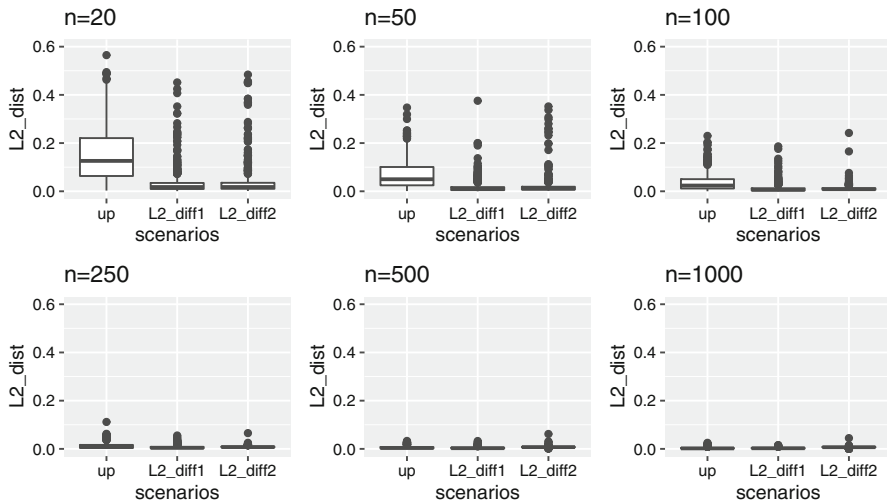 n=20
n=50
n=100
L2_dist
0.6
0.4
0.2
0.0
up
L2_diff1
L2_diff2
scenarios
L2_dist
0.6
0.4
0.2
0.0
up
L2_diff1
L2_diff2
scenarios
L2_dist
0.6
0.4
0.2
0.0
up
L2_diff1
L2_diff2
scenarios
n=250
n=500
n=1000
L2_dist
0.6
0.4
0.2
0.0
up
L2_diff1
L2_diff2
scenarios
L2_dist
0.6
0.4
0.2
0.0
up
L2_diff1
L2_diff2
scenarios
L2_dist
0.6
0.4
0.2
0.0
up
L2_diff1
L2_diff2
scenarios